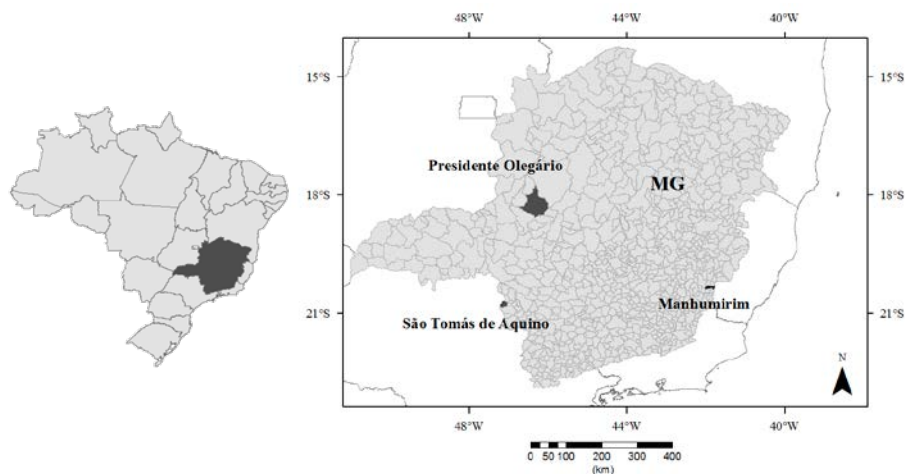 48°W 44°W 40°W
15°S 15°S
Presidente Olegário
MG
18°S 18°S
Manhumirim
São Tomás de Aquino
21°S 21°S
N
48°W 44°W 40°W
0 50 100 200 300 400
(km)